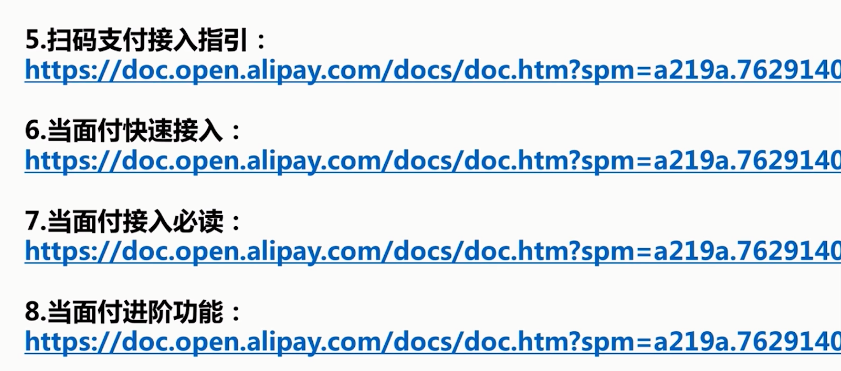 5.扫码支付接入指引：
https://doc.open.alipay.com/docs/doc.htm?spm=a219a.7629140
6.当面付快速接入：
https://doc.open.alipay.com/docs/doc.htm?spm=a219a.7629140
7.当面付接入必读：
https://doc.open.alipay.com/docs/doc.htm?spm=a219a.7629140
8.当面付进阶功能：
https://doc.open.alipay.com/docs/doc.htm?spm=a219a.7629140